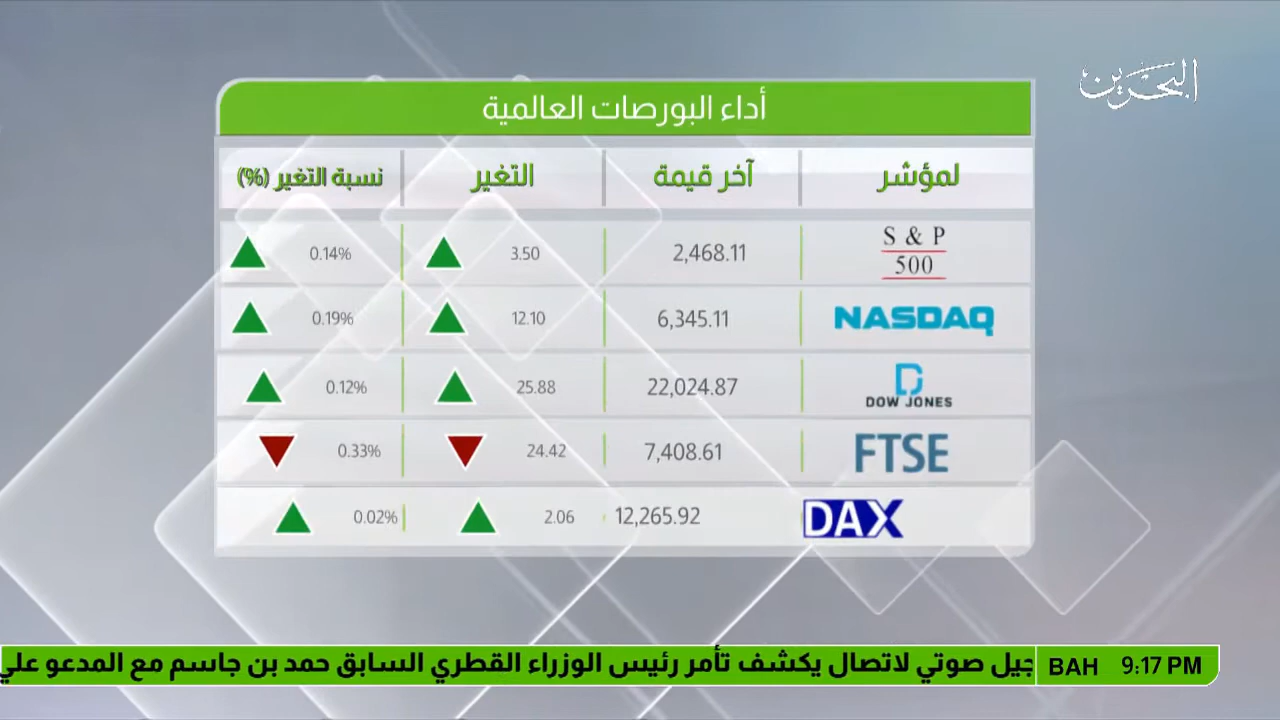 البحرين
أداء البورصات العالمية
لمؤشر آخر قيمة التغير نسبة التغير (%)
S & P 500 2,468.11 3.50 0.14%
NASDAQ 6,345.11 12.10 0.19%
DOW JONES 22,024.87 25.88 0.12%
FTSE 7,408.61 24.42 0.33%
DAX 12,265.92 2.06 0.02%
جيل صوتي لاتصال يكشف تأمر رئيس الوزراء القطري السابق حمد بن جاسم مع المدعو علي
BAH 9:17 PM